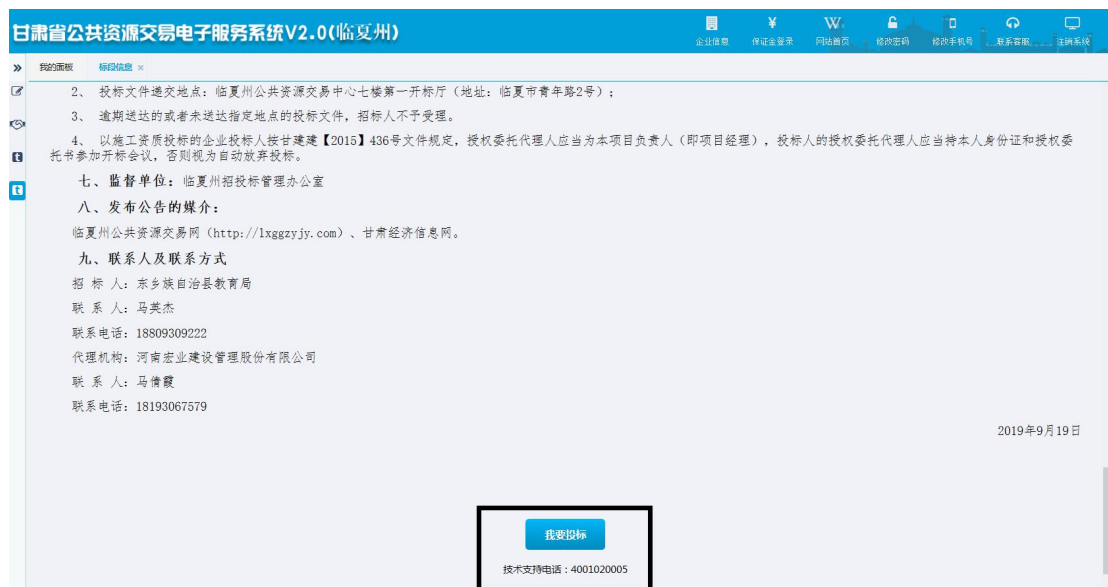 甘肃省公共资源交易电子服务系统V2.0(临夏州)
企业信息 保证金登录 网站首页 修改密码 修改手机号 联系客服 注销系统
我的面板 标段信息 ×
2、 投标文件递交地点：临夏州公共资源交易中心七楼第一开标厅（地址：临夏市青年路2号）；
3、 逾期送达的或者未送达指定地点的投标文件，招标人不予受理。
4、 以施工资质投标的企业投标人按甘建建【2015】436号文件规定，授权委托代理人应当为本项目负责人（即项目经理），投标人的授权委托代理人应当持本人身份证和授权委
托书参加开标会议，否则视为自动放弃投标。
七、监督单位：临夏州招投标管理办公室
八、发布公告的媒介：
临夏州公共资源交易网（http://lxggzyjy.com）、甘肃经济信息网。
九、联系人及联系方式
招 标 人：东乡族自治县教育局
联 系 人：马英杰
联系电话：18809309222
代理机构：河南宏业建设管理股份有限公司
联 系 人：马倩霞
联系电话：18193067579
2019年9月19日
我要投标
技术支持电话：4001020005